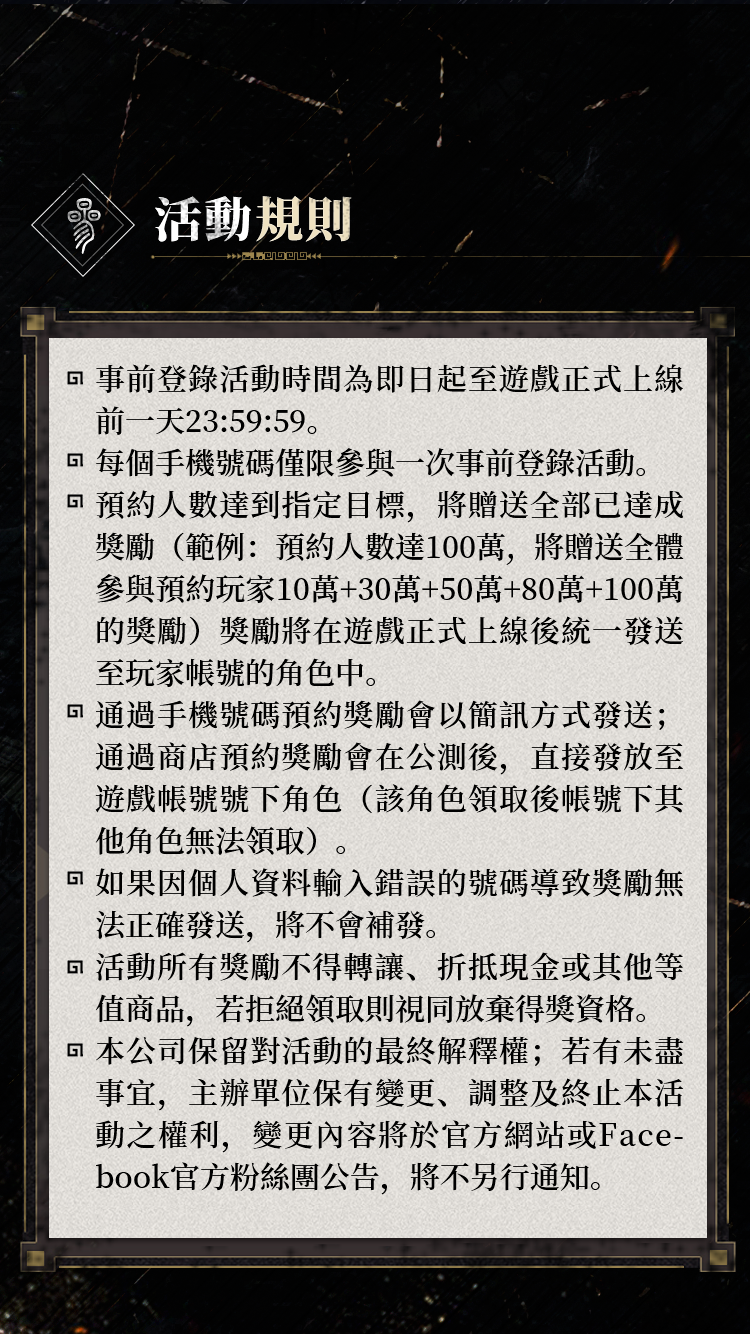 活動規則
事前登錄活動時間為即日起至遊戲正式上線
前一天23:59:59。
每個手機號碼僅限參與一次事前登錄活動。
預約人數達到指定目標，將贈送全部已達成
獎勵（範例：預約人數達100萬，將贈送全體
參與預約玩家10萬+30萬+50萬+80萬+100萬
的獎勵）獎勵將在遊戲正式上線後統一發送
至玩家帳號的角色中。
通過手機號碼預約獎勵會以簡訊方式發送；
通過商店預約獎勵會在公測後，直接發放至
遊戲帳號號下角色（該角色領取後帳號下其
他角色無法領取）。
如果因個人資料輸入錯誤的號碼導致獎勵無
法正確發送，將不會補發。
活動所有獎勵不得轉讓、折抵現金或其他等
值商品，若拒絕領取則視同放棄得獎資格。
本公司保留對活動的最終解釋權；若有未盡
事宜，主辦單位保有變更、調整及終止本活
動之權利，變更內容將於官方網站或Face-
book官方粉絲團公告，將不另行通知。